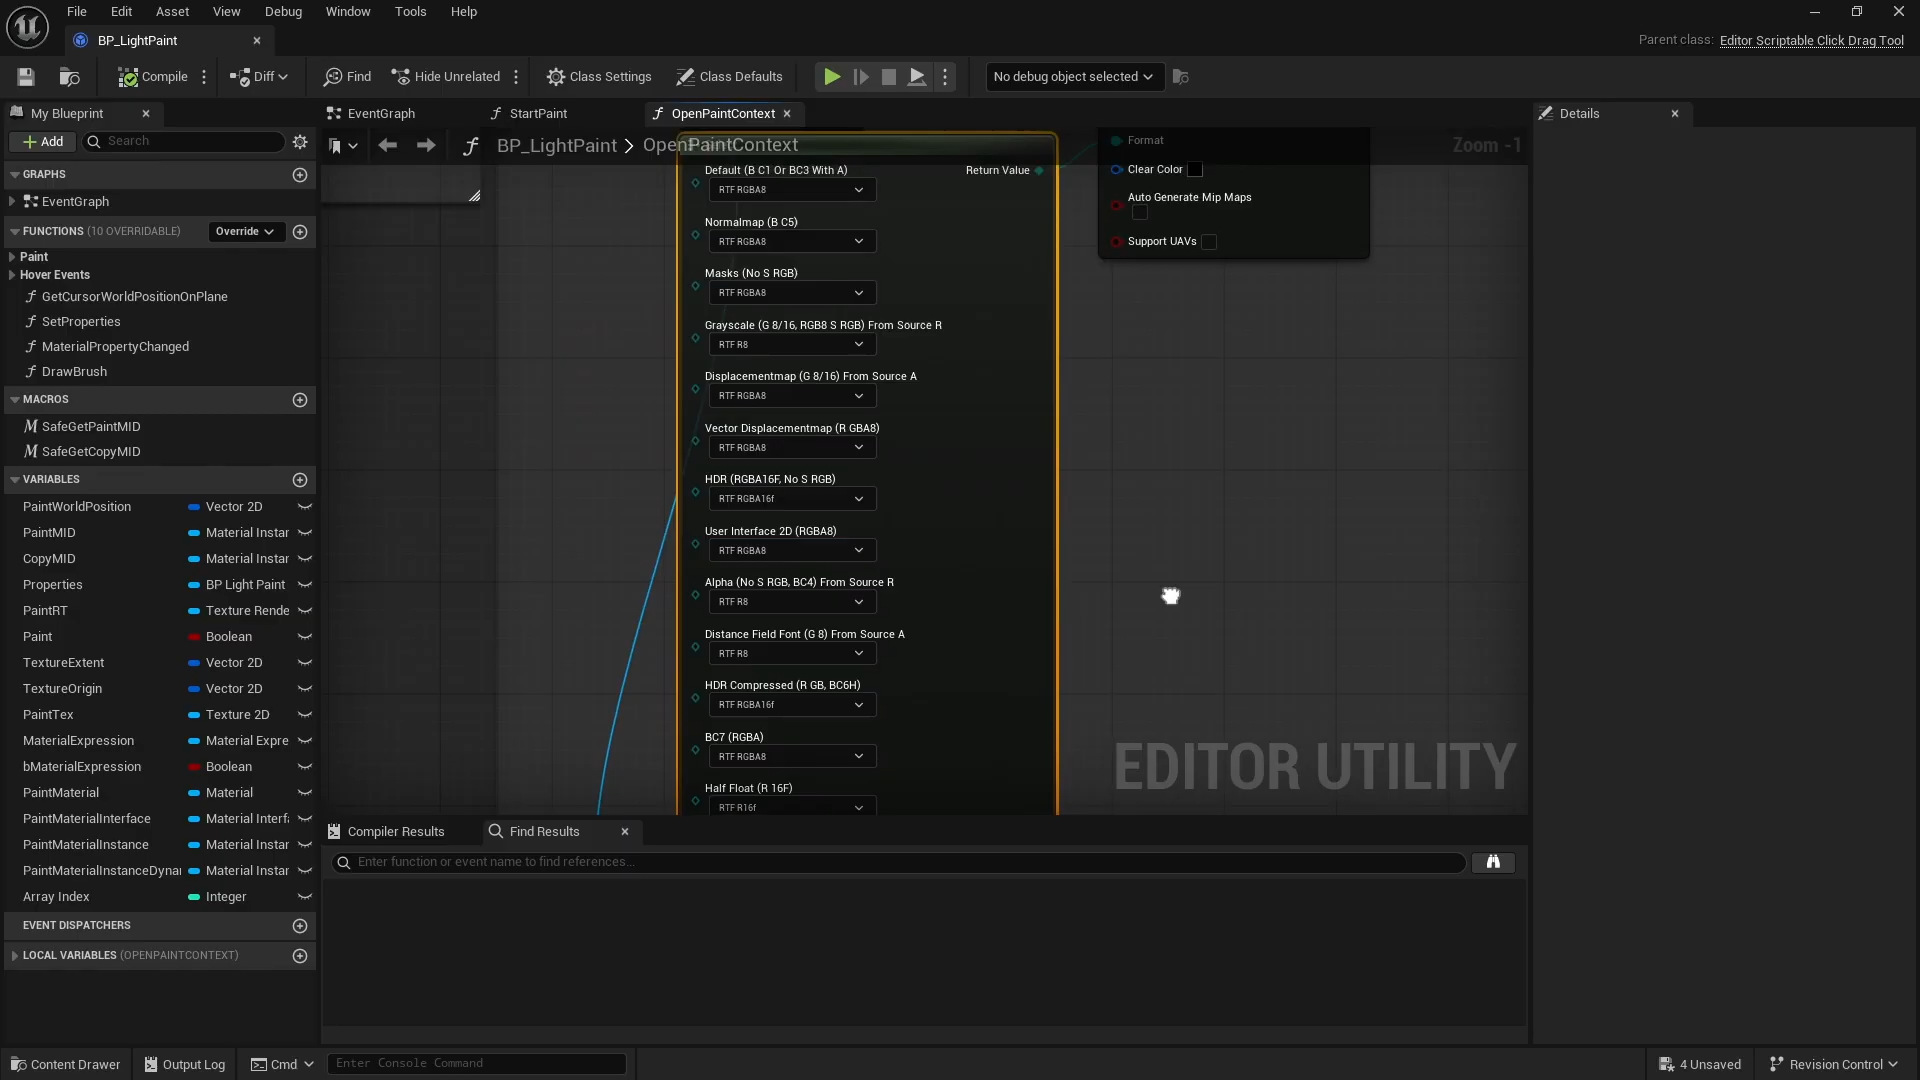 File Edit Asset View Debug Window Tools Help
BP_LightPaint
Parent class: Editor Scriptable Click Drag Tool
Compile Diff Find Hide Unrelated Class Settings Class Defaults No debug object selected
My Blueprint
EventGraph StartPaint OpenPaintContext
Details
Add Search
BP_LightPaint > OpenPaintContext
Zoom -1
GRAPHS
EventGraph
FUNCTIONS (10 OVERRIDABLE) Override
Paint
Hover Events
GetCursorWorldPositionOnPlane
SetProperties
MaterialPropertyChanged
DrawBrush
MACROS
SafeGetPaintMID
SafeGetCopyMID
VARIABLES
PaintWorldPosition Vector 2D
PaintMID Material Instar
CopyMID Material Instar
Properties BP Light Paint
PaintRT Texture Rende
Paint Boolean
TextureExtent Vector 2D
TextureOrigin Vector 2D
PaintTex Texture 2D
MaterialExpression Material Expre
bMaterialExpression Boolean
PaintMaterial Material
PaintMaterialInterface Material Interf
PaintMaterialInstance Material Instar
PaintMaterialInstanceDyna Material Instar
Array Index Integer
EVENT DISPATCHERS
LOCAL VARIABLES (OPENPAINTCONTEXT)
Default (B C1 Or BC3 With A)
RTF RGBA8
Return Value
Normalmap (B C5)
RTF RGBA8
Masks (No S RGB)
RTF RGBA8
Grayscale (G 8/16, RGB8 S RGB) From Source R
RTF R8
Displacementmap (G 8/16) From Source A
RTF RGBA8
Vector Displacementmap (R GBA8)
RTF RGBA8
HDR (RGBA16F, No S RGB)
RTF RGBA16f
User Interface 2D (RGBA8)
RTF RGBA8
Alpha (No S RGB, BC4) From Source R
RTF R8
Distance Field Font (G 8) From Source A
RTF R8
HDR Compressed (R GB, BC6H)
RTF RGBA16f
BC7 (RGBA)
RTF RGBA8
Half Float (R 16F)
RTF R16f
Format
Clear Color
Auto Generate Mip Maps
Support UAVs
EDITOR UTILITY
Compiler Results Find Results
Enter function or event name to find references...
Content Drawer Output Log Cmd Enter Console Command
4 Unsaved Revision Control